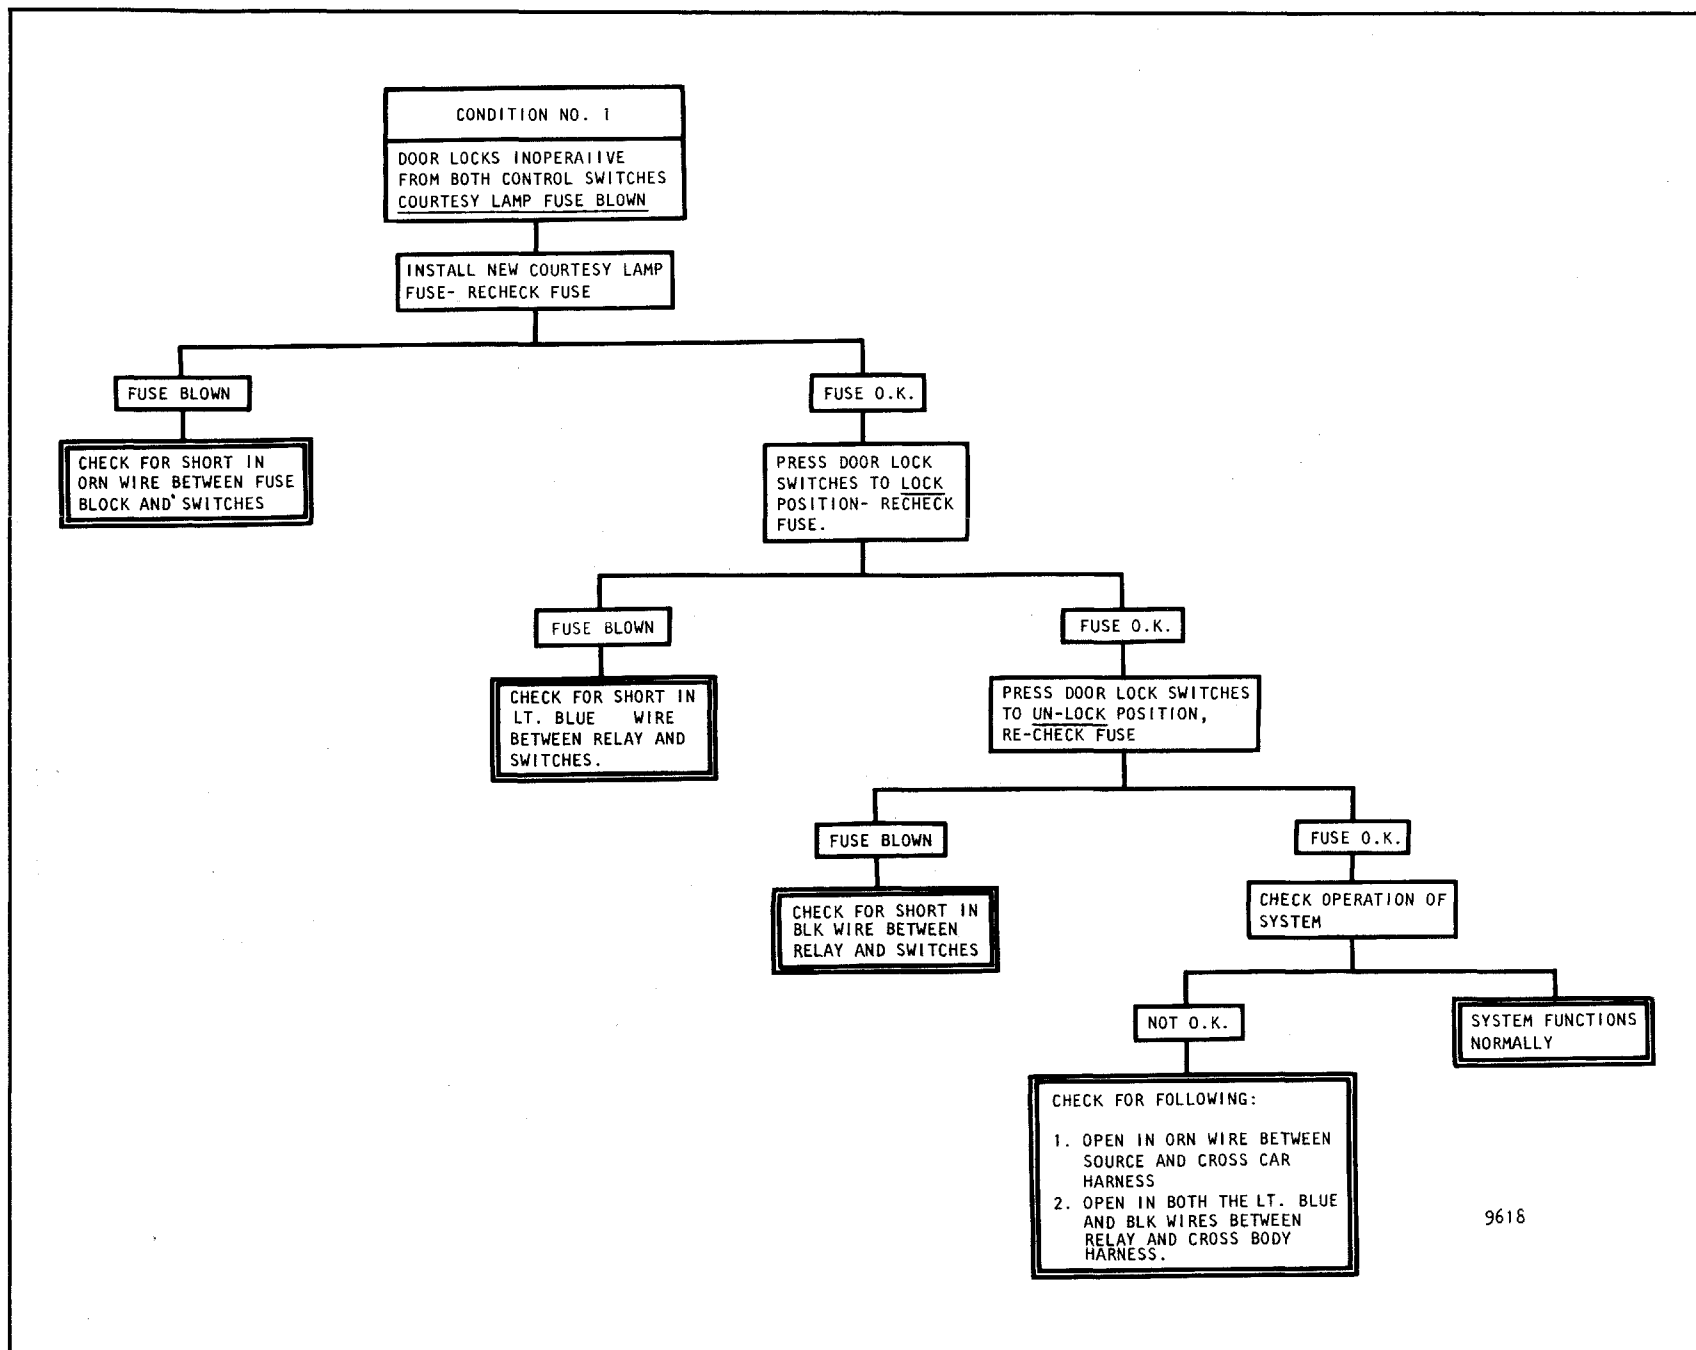 CONDITION NO. 1
DOOR LOCKS INOPERAIIVE
FROM BOTH CONTROL SWITCHES
COURTESY LAMP FUSE BLOWN
INSTALL NEW COURTESY LAMP
FUSE- RECHECK FUSE
FUSE BLOWN
CHECK FOR SHORT IN
ORN WIRE BETWEEN FUSE
BLOCK AND SWITCHES
FUSE O.K.
PRESS DOOR LOCK
SWITCHES TO LOCK
POSITION- RECHECK
FUSE.
FUSE BLOWN
CHECK FOR SHORT IN
LT. BLUE WIRE
BETWEEN RELAY AND
SWITCHES.
FUSE O.K.
PRESS DOOR LOCK SWITCHES
TO UN-LOCK POSITION,
RE-CHECK FUSE
FUSE BLOWN
CHECK FOR SHORT IN
BLK WIRE BETWEEN
RELAY AND SWITCHES
FUSE O.K.
CHECK OPERATION OF
SYSTEM
NOT O.K.
CHECK FOR FOLLOWING:
1. OPEN IN ORN WIRE BETWEEN
SOURCE AND CROSS CAR
HARNESS
2. OPEN IN BOTH THE LT. BLUE
AND BLK WIRES BETWEEN
RELAY AND CROSS BODY
HARNESS.
SYSTEM FUNCTIONS
NORMALLY
9618